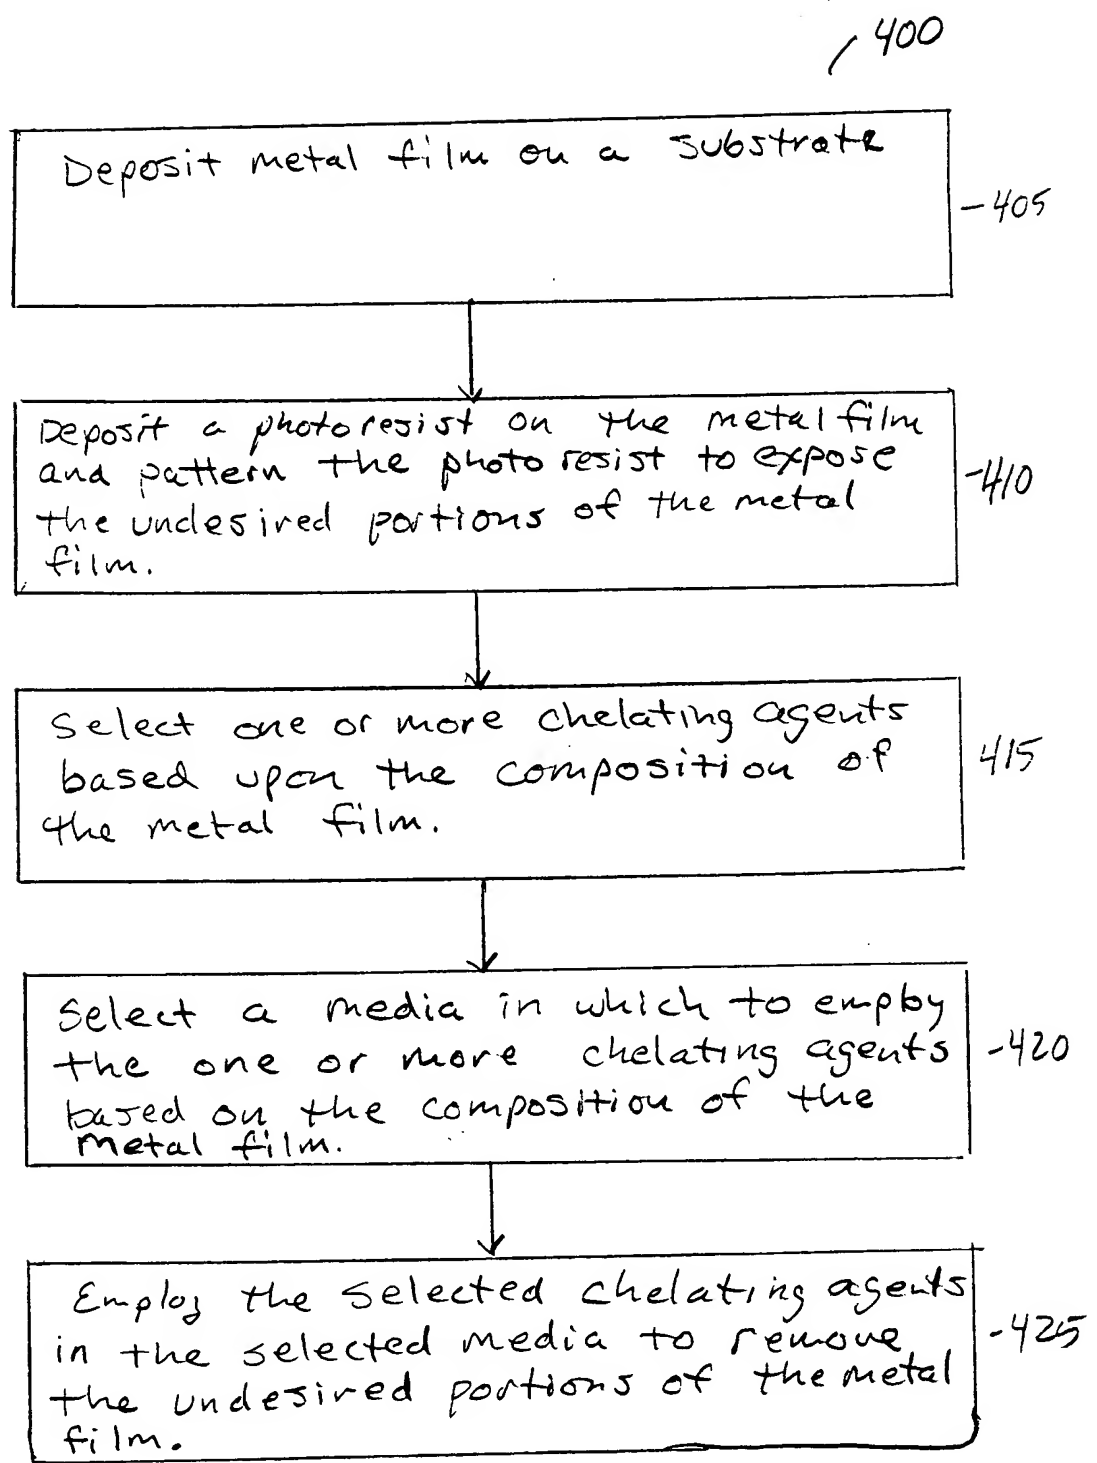 400
Deposit metal film on a substrate
-405
Deposit a photoresist on the metal film
and pattern the photoresist to expose
the undesired portions of the metal
film.
-410
Select one or more chelating agents
based upon the composition of
the metal film.
415
Select a media in which to employ
the one or more chelating agents
based on the composition of the
metal film.
-420
Employ the selected chelating agents
in the selected media to remove
the undesired portions of the metal
film.
-425